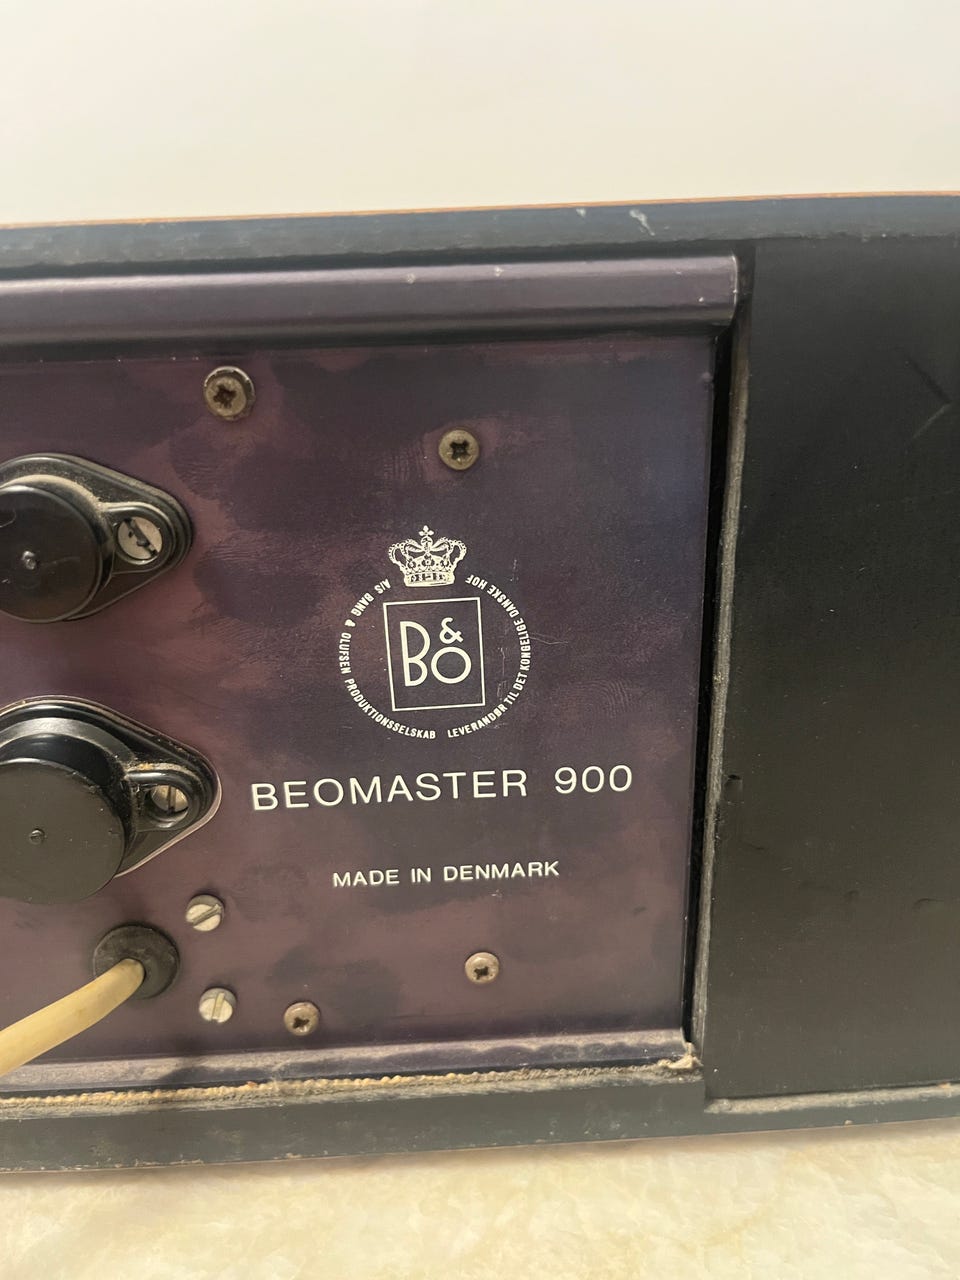 A/S BANG & OLUFSEN PRODUKTIONSSELSKAB LEVERANDØR TIL DET KONGELIGE DANSKE HOF
B&O
BEOMASTER 900
MADE IN DENMARK